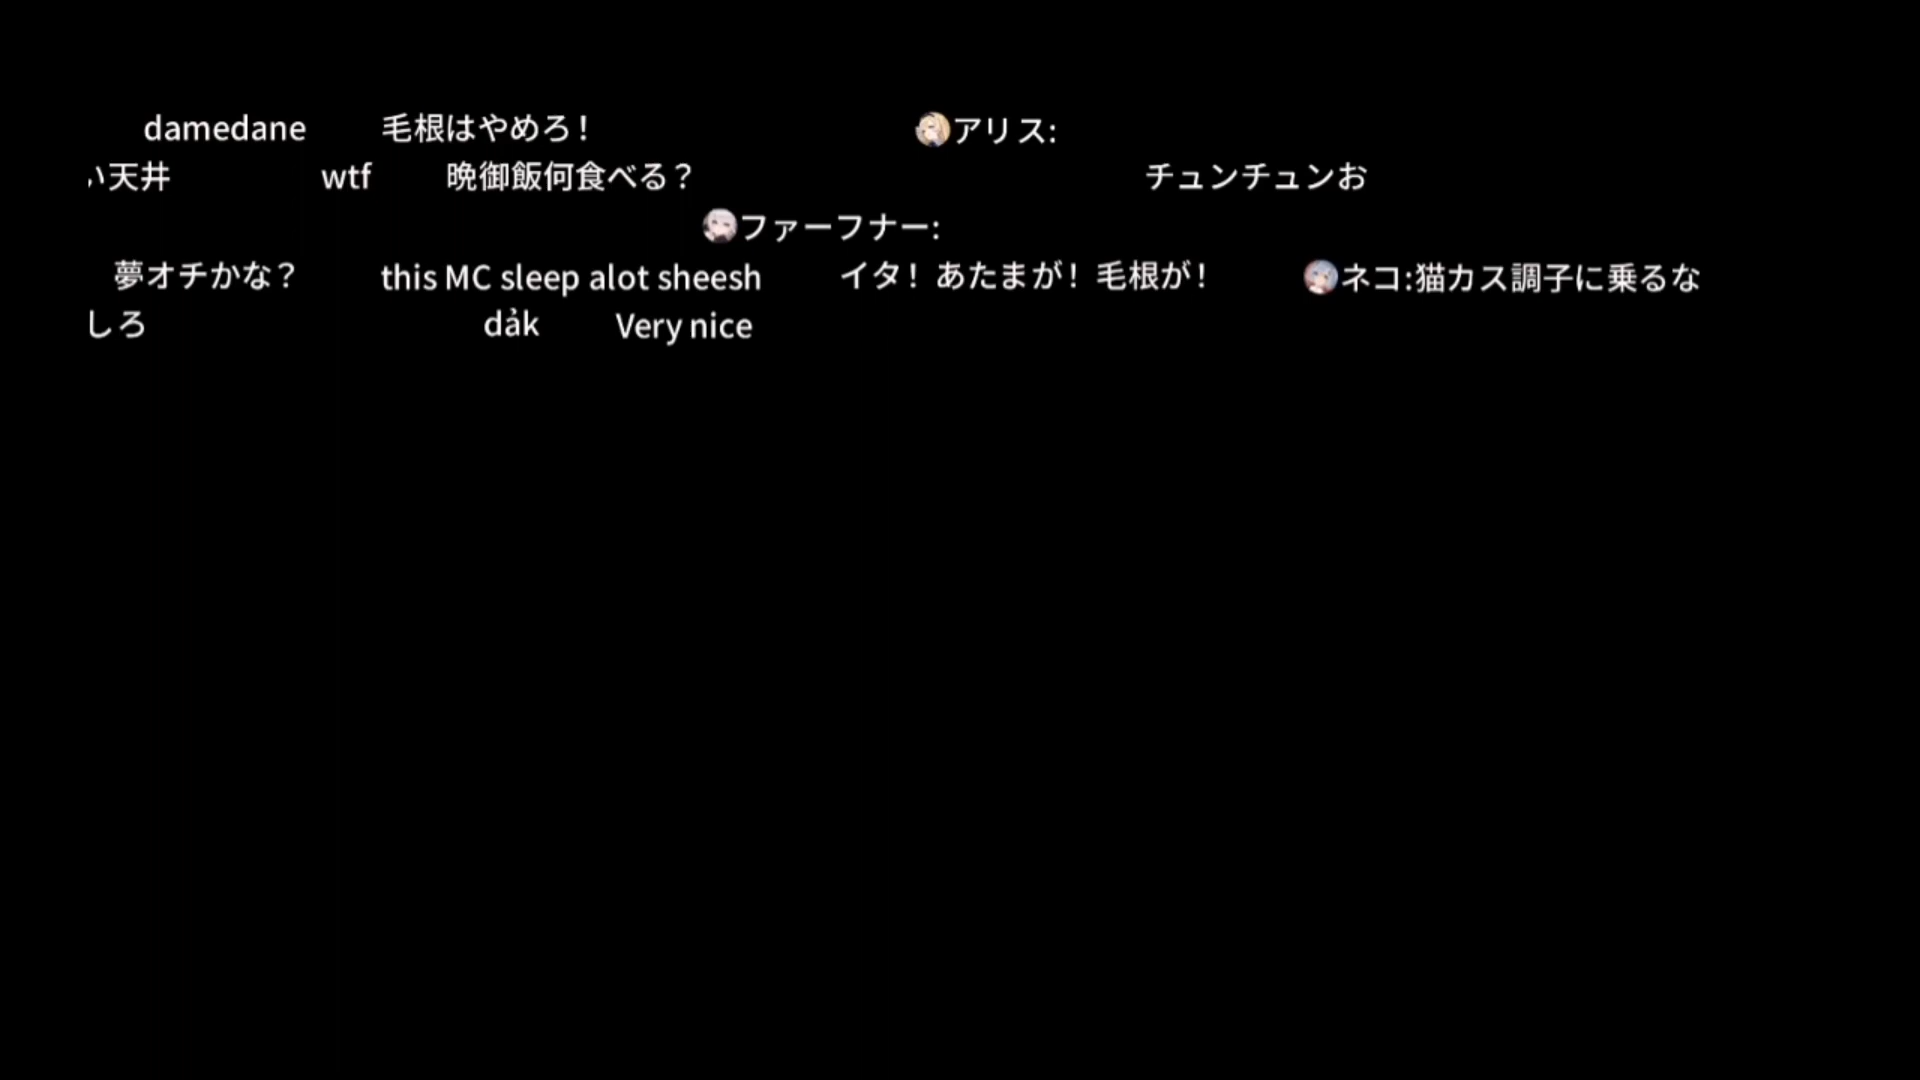 damedane 毛根はやめろ！ アリス:
い天井 wtf 晩御飯何食べる？ チュンチュンお
ファーフナー:
夢オチかな？ this MC sleep alot sheesh イタ！あたまが！毛根が！ ネコ:猫カス調子に乗るな
しろ dảk Very nice